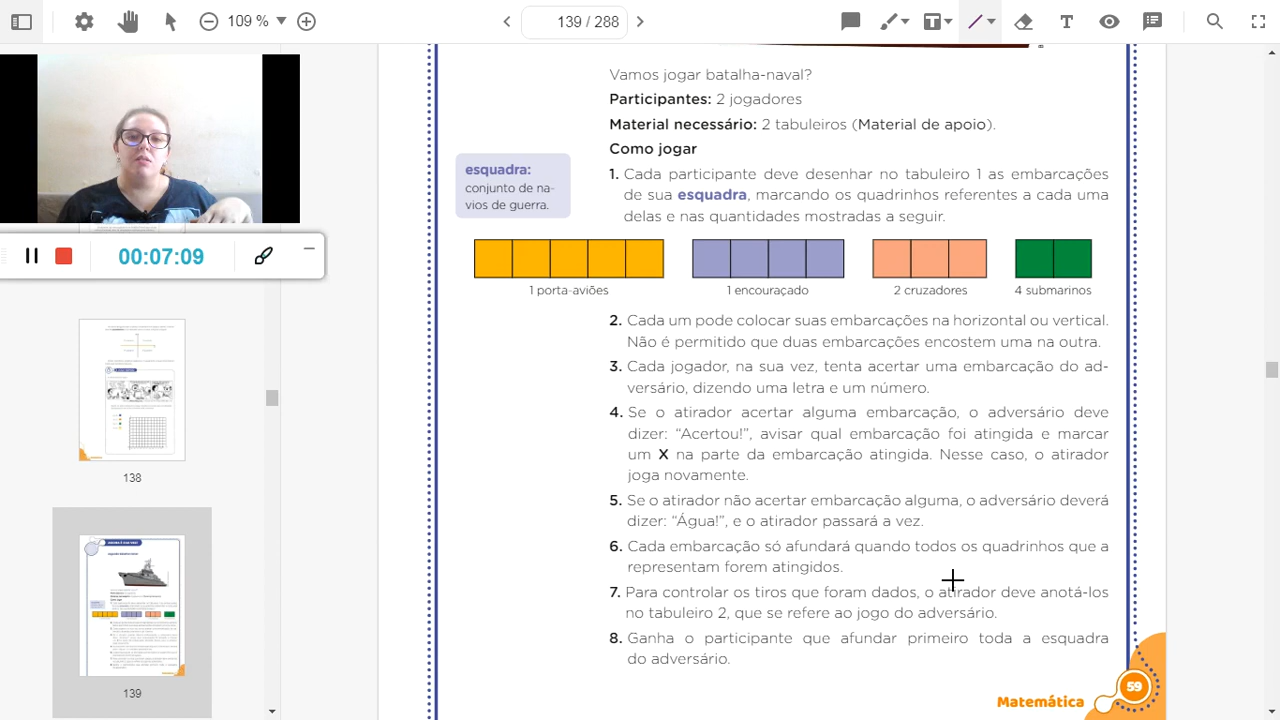 109 %
139 / 288
Vamos jogar batalha-naval?
Participantes: 2 jogadores
Material necessário: 2 tabuleiros (Material de apoio).
Como jogar
esquadra:
conjunto de na-
vios de guerra.
1. Cada participante deve desenhar no tabuleiro 1 as embarcações
de sua esquadra, marcando os quadrinhos referentes a cada uma
delas e nas quantidades mostradas a seguir.
00:07:09
1 porta-aviões
1 encouraçado
2 cruzadores
4 submarinos
2. Cada um pode colocar suas embarcações na horizontal ou vertical.
Não é permitido que duas embarcações encostem uma na outra.
3. Cada jogador, na sua vez, tenta acertar uma embarcação do ad-
versário, dizendo uma letra e um número.
4. Se o atirador acertar alguma embarcação, o adversário deve
dizer: “Acertou!”, avisar qual embarcação foi atingida e marcar
um X na parte da embarcação atingida. Nesse caso, o atirador
joga novamente.
5. Se o atirador não acertar embarcação alguma, o adversário deverá
dizer: “Água!”, e o atirador passará a vez.
6. Cada embarcação só afundará quando todos os quadrinhos que a
representam forem atingidos.
7. Para controlar os tiros que foram dados, o atirador deve anotá-los
no tabuleiro 2, que se refere ao jogo do adversário.
8. Ganha o participante que afundar primeiro toda a esquadra
do adversário.
Matemática
59
138
139